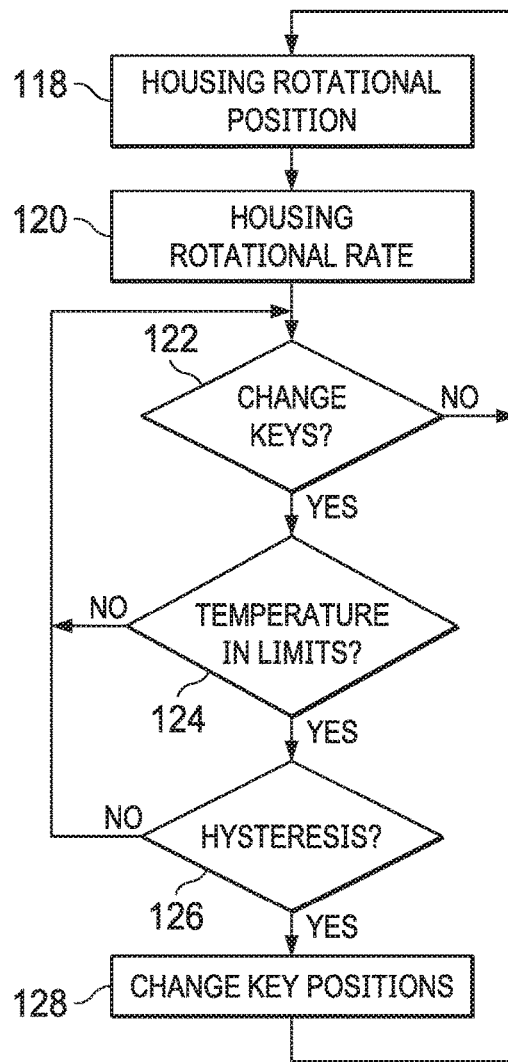 118
HOUSING ROTATIONAL
POSITION
120
HOUSING
ROTATIONAL RATE
122
CHANGE
KEYS?
NO
YES
NO
TEMPERATURE
IN LIMITS?
124
YES
NO
HYSTERESIS?
126
YES
128
CHANGE KEY POSITIONS